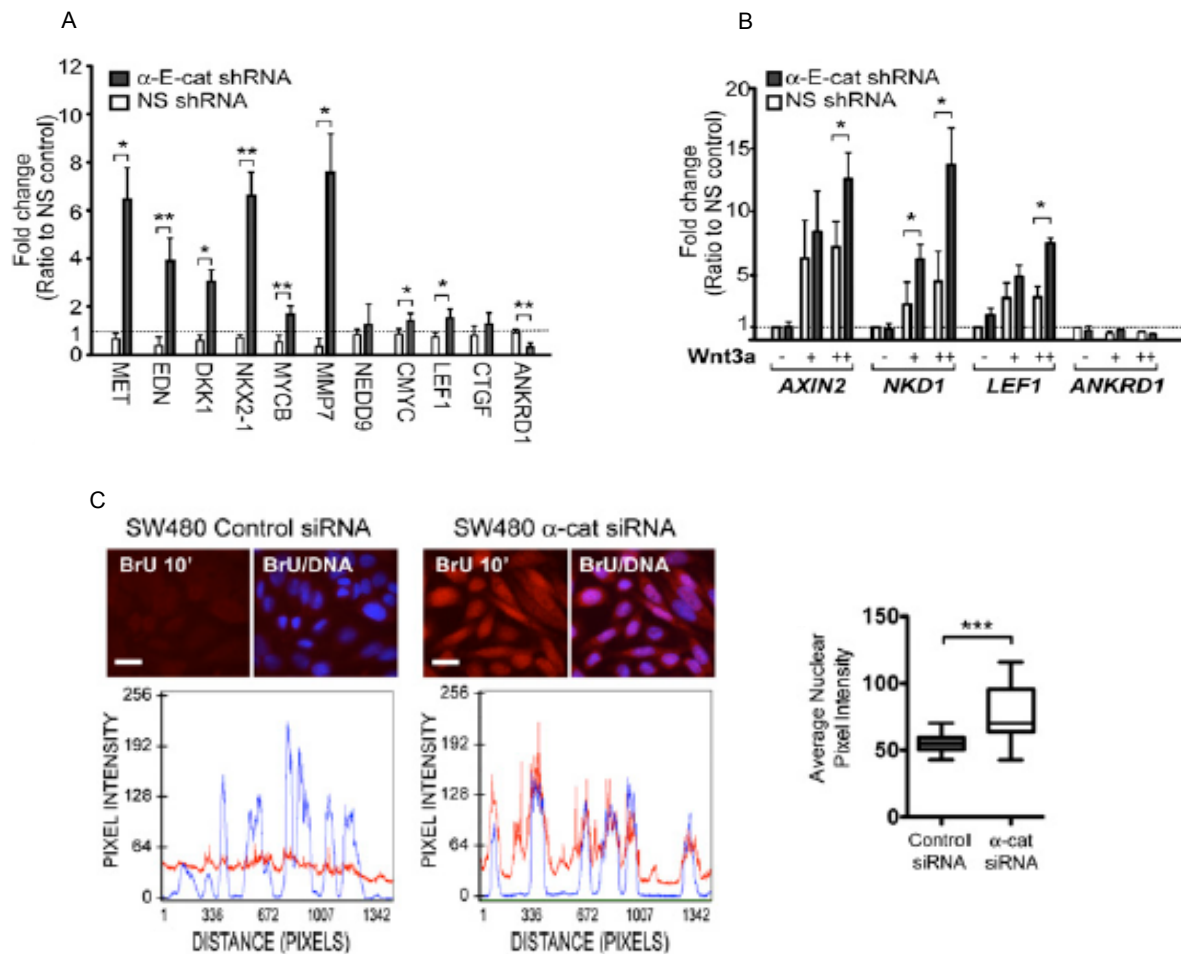 A
12
10
8
6
4
2
1
0
Fold change
(Ratio to NS control)
α-E-cat shRNA
NS shRNA
*
**
*
**
**
*
*
*
**
MET
EDN
DKK1
NKX2-1
MYCB
MMP7
NEDD9
CMYC
LEF1
CTGF
ANKRD1
B
20
15
10
5
1
Fold change
(Ratio to NS control)
α-E-cat shRNA
NS shRNA
*
*
*
*
Wnt3a - + ++ - + ++ - + ++ - + ++
AXIN2 NKD1 LEF1 ANKRD1
C
SW480 Control siRNA
BrU 10’
BrU/DNA
SW480 α-cat siRNA
BrU 10’
BrU/DNA
PIXEL INTENSITY
256
192
128
64
0
1 336 672 1007 1342
DISTANCE (PIXELS)
PIXEL INTENSITY
256
192
128
64
0
1 336 672 1007 1342
DISTANCE (PIXELS)
Average Nuclear
Pixel Intensity
150
100
50
0
***
Control
siRNA
α-cat
siRNA